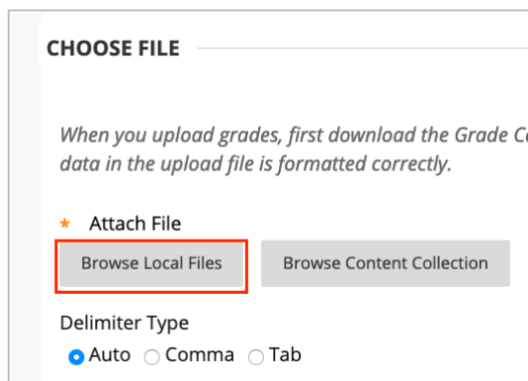 CHOOSE FILE
When you upload grades, first download the Grade
data in the upload file is formatted correctly.
* Attach File
Browse Local Files Browse Content Collection
Delimiter Type
Auto Comma Tab